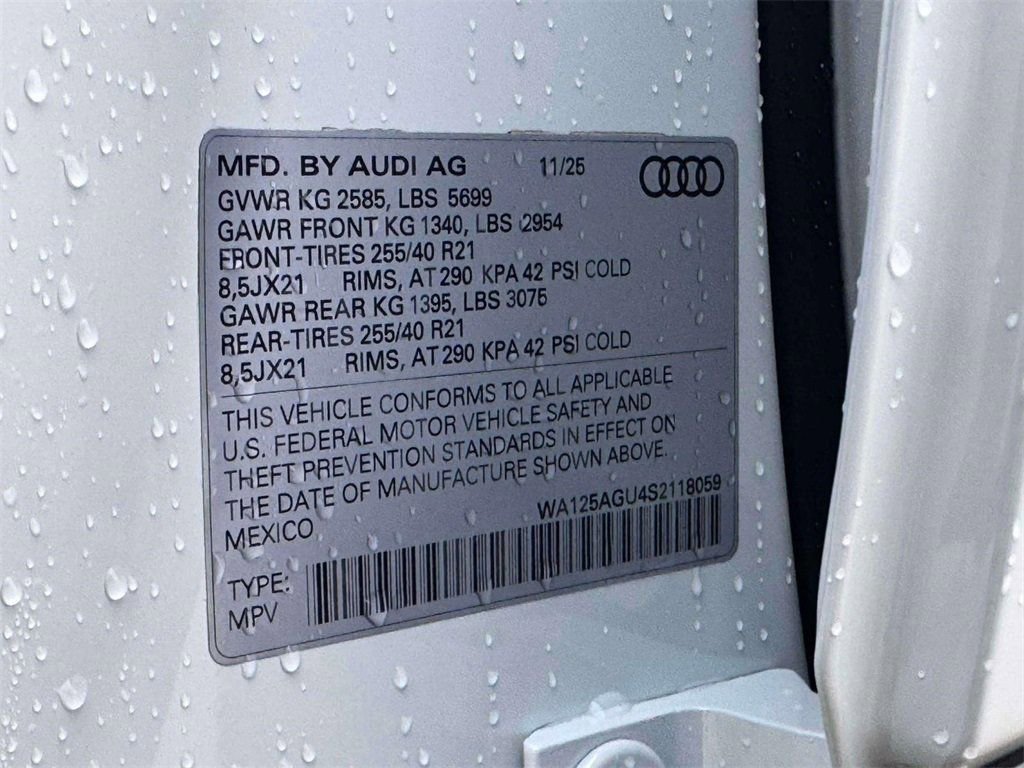 MFD. BY AUDI AG 11/25
GVWR KG 2585, LBS 5699
GAWR FRONT KG 1340, LBS 2954
FRONT-TIRES 255/40 R21
8,5JX21 RIMS, AT 290 KPA 42 PSI COLD
GAWR REAR KG 1395, LBS 3075
REAR-TIRES 255/40 R21
8,5JX21 RIMS, AT 290 KPA 42 PSI COLD
THIS VEHICLE CONFORMS TO ALL APPLICABLE
U.S. FEDERAL MOTOR VEHICLE SAFETY AND
THEFT PREVENTION STANDARDS IN EFFECT ON
THE DATE OF MANUFACTURE SHOWN ABOVE.
MEXICO WA125AGU4S2118059
TYPE:
MPV